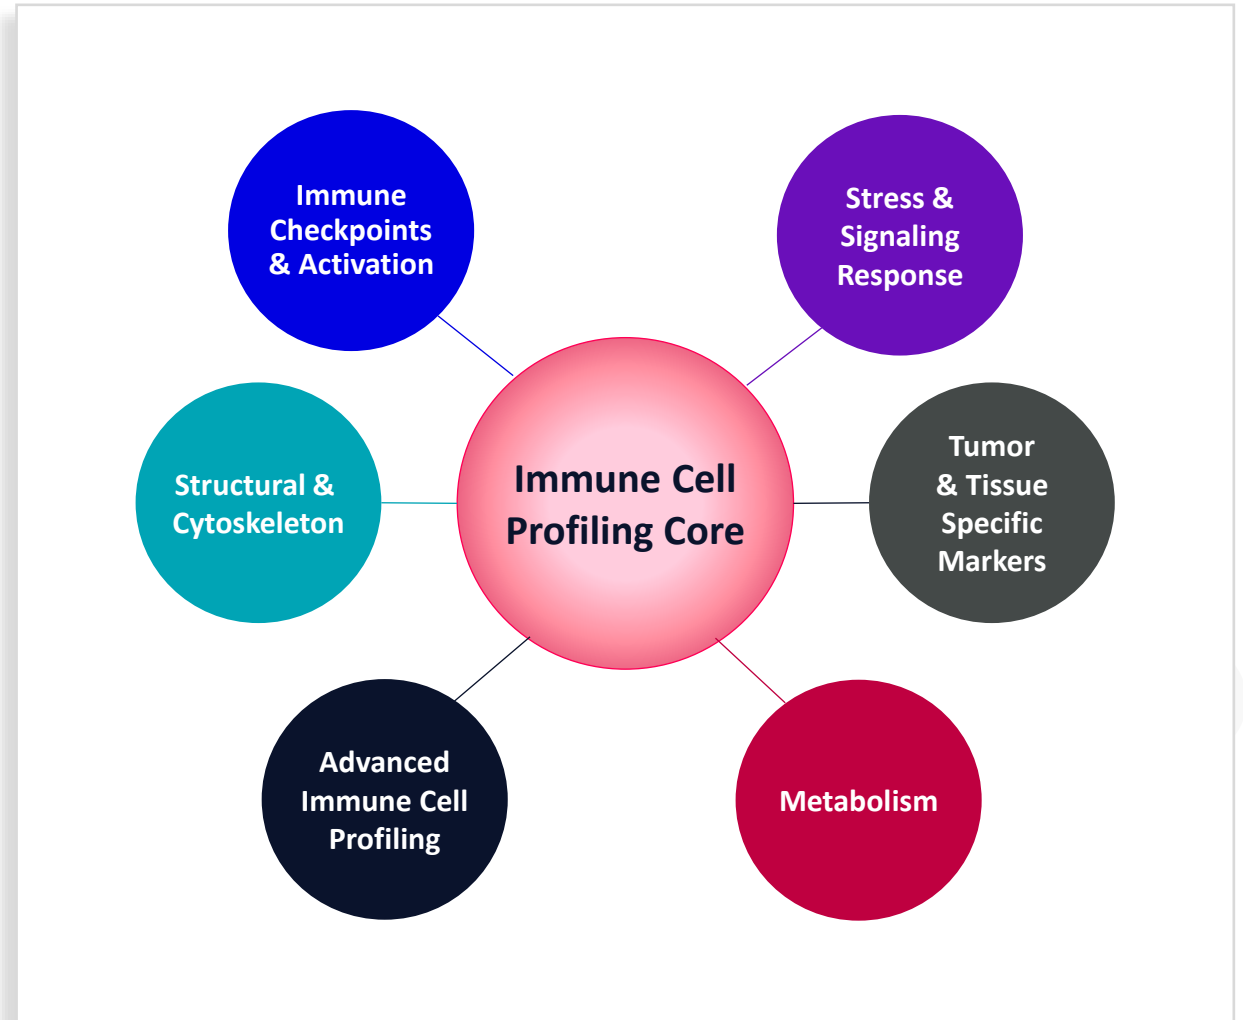 Immune
Checkpoints
& Activation
Stress &
Signaling
Response
Structural &
Cytoskeleton
Immune Cell
Profiling Core
Tumor
& Tissue
Specific
Markers
Advanced
Immune Cell
Profiling
Metabolism